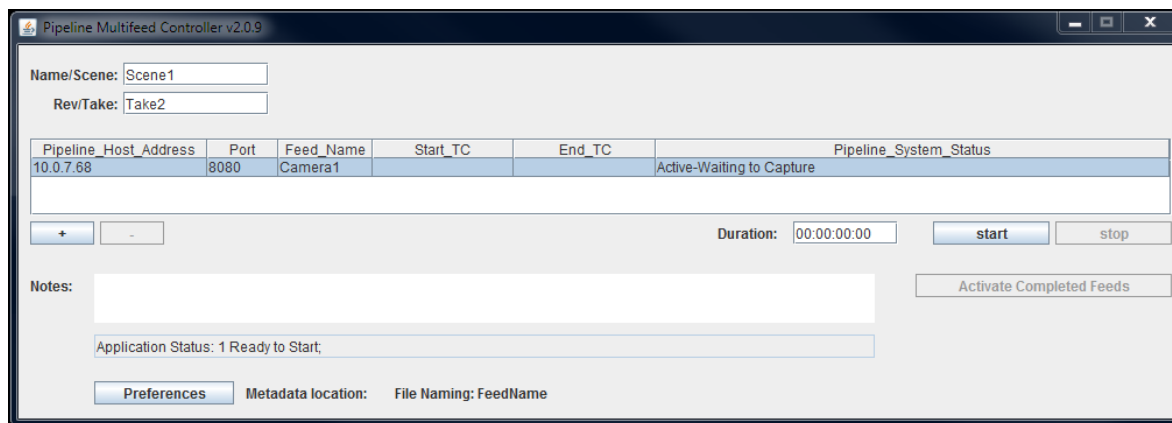 Pipeline Multifeed Controller v2.0.9
Name/Scene: Scene1
Rev/Take: Take2
Pipeline_Host_Address Port Feed_Name Start_TC End_TC Pipeline_System_Status
10.0.7.68 8080 Camera1 Active-Waiting to Capture
+ - Duration: 00:00:00:00 start stop
Notes: Activate Completed Feeds
Application Status: 1 Ready to Start;
Preferences Metadata location: File Naming: FeedName